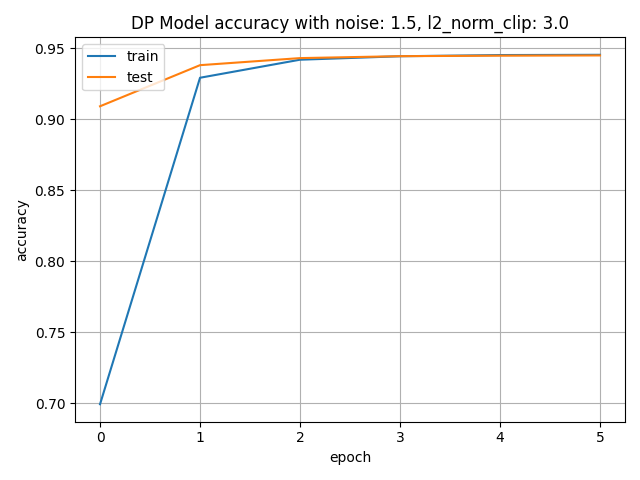 DP Model accuracy with noise: 1.5, l2_norm_clip: 3.0
train
test
0.95
0.90
0.85
0.80
0.75
0.70
accuracy
0 1 2 3 4 5
epoch